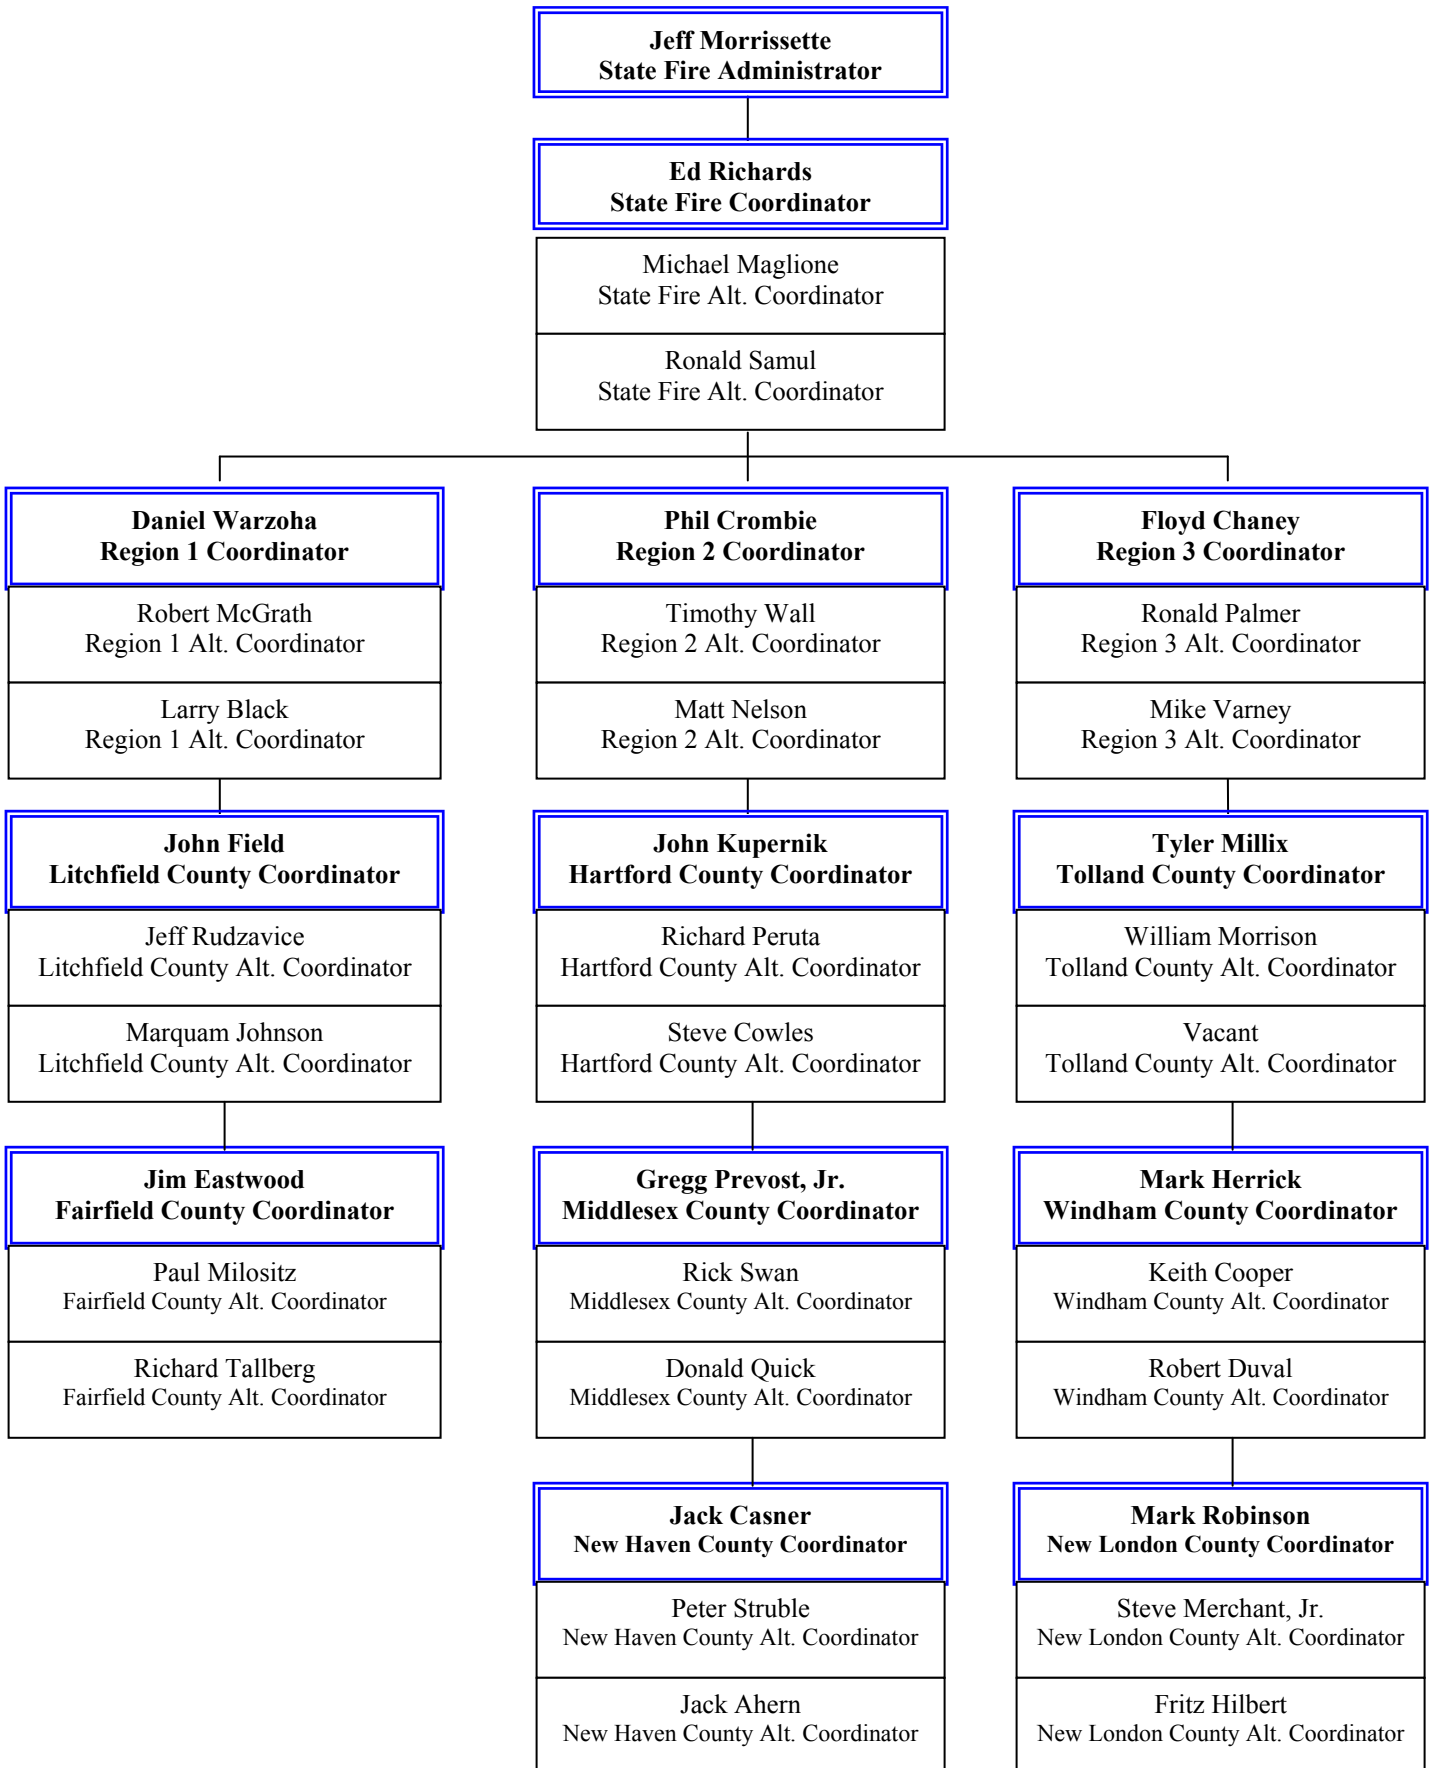 Jeff Morrissette
State Fire Administrator
Ed Richards
State Fire Coordinator
Michael Maglione
State Fire Alt. Coordinator
Ronald Samul
State Fire Alt. Coordinator
Daniel Warzoha
Region 1 Coordinator
Robert McGrath
Region 1 Alt. Coordinator
Larry Black
Region 1 Alt. Coordinator
John Field
Litchfield County Coordinator
Jeff Rudzavice
Litchfield County Alt. Coordinator
Marquam Johnson
Litchfield County Alt. Coordinator
Jim Eastwood
Fairfield County Coordinator
Paul Milositz
Fairfield County Alt. Coordinator
Richard Tallberg
Fairfield County Alt. Coordinator
Phil Crombie
Region 2 Coordinator
Timothy Wall
Region 2 Alt. Coordinator
Matt Nelson
Region 2 Alt. Coordinator
John Kupernik
Hartford County Coordinator
Richard Peruta
Hartford County Alt. Coordinator
Steve Cowles
Hartford County Alt. Coordinator
Gregg Prevost, Jr.
Middlesex County Coordinator
Rick Swan
Middlesex County Alt. Coordinator
Donald Quick
Middlesex County Alt. Coordinator
Jack Casner
New Haven County Coordinator
Peter Struble
New Haven County Alt. Coordinator
Jack Ahern
New Haven County Alt. Coordinator
Floyd Chaney
Region 3 Coordinator
Ronald Palmer
Region 3 Alt. Coordinator
Mike Varney
Region 3 Alt. Coordinator
Tyler Millix
Tolland County Coordinator
William Morrison
Tolland County Alt. Coordinator
Vacant
Tolland County Alt. Coordinator
Mark Herrick
Windham County Coordinator
Keith Cooper
Windham County Alt. Coordinator
Robert Duval
Windham County Alt. Coordinator
Mark Robinson
New London County Coordinator
Steve Merchant, Jr.
New London County Alt. Coordinator
Fritz Hilbert
New London County Alt. Coordinator